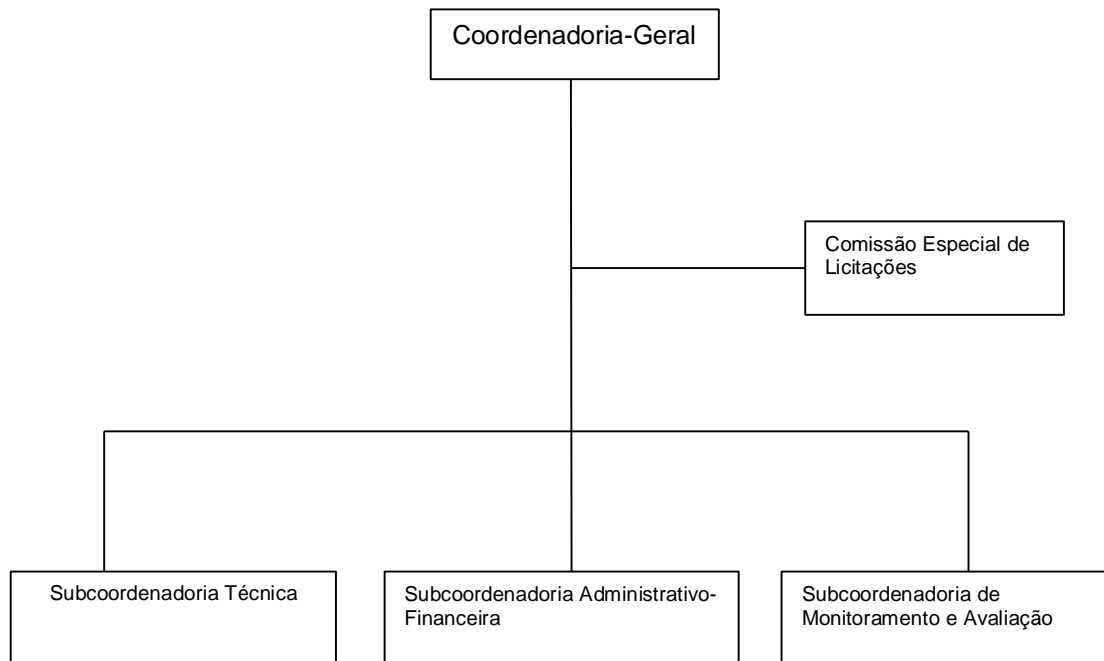 Coordenadoria-Geral
Comissão Especial de
Licitações
Subcoordenadoria Técnica
Subcoordenadoria Administrativo-
Financeira
Subcoordenadoria de
Monitoramento e Avaliação